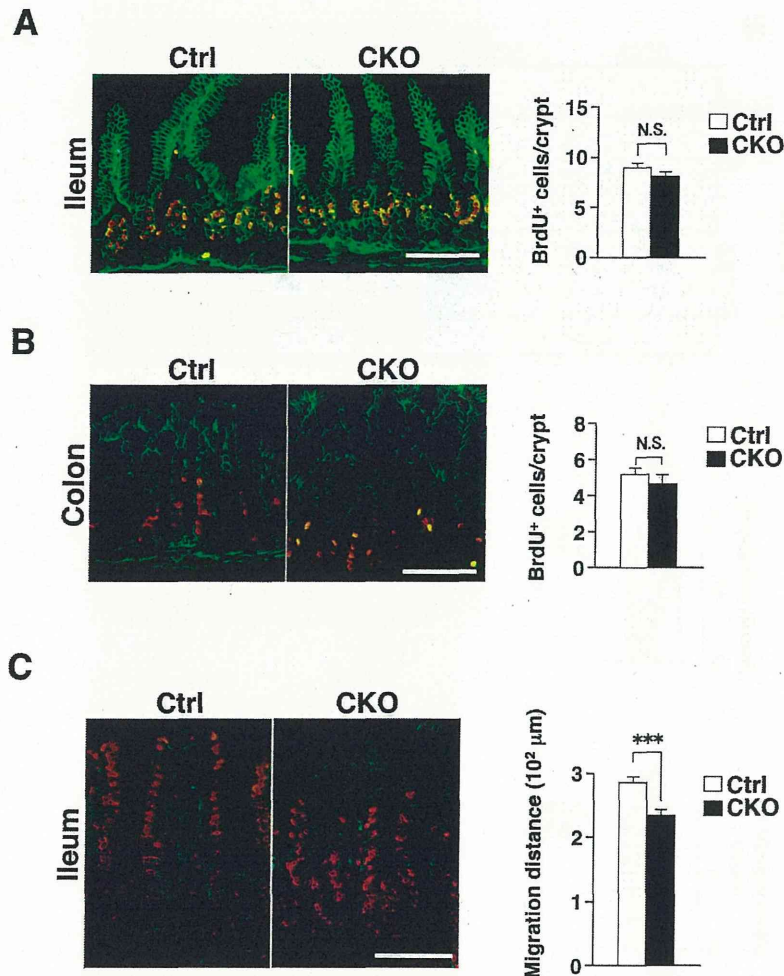 A
Ctrl CKO
Ileum
BrdU⁺ cells/crypt
15
10
5
0
N.S.
Ctrl
CKO
B
Ctrl CKO
Colon
BrdU⁺ cells/crypt
8
6
4
2
0
N.S.
Ctrl
CKO
C
Ctrl CKO
Ileum
Migration distance (10² μm)
3
2
1
0
***
Ctrl
CKO